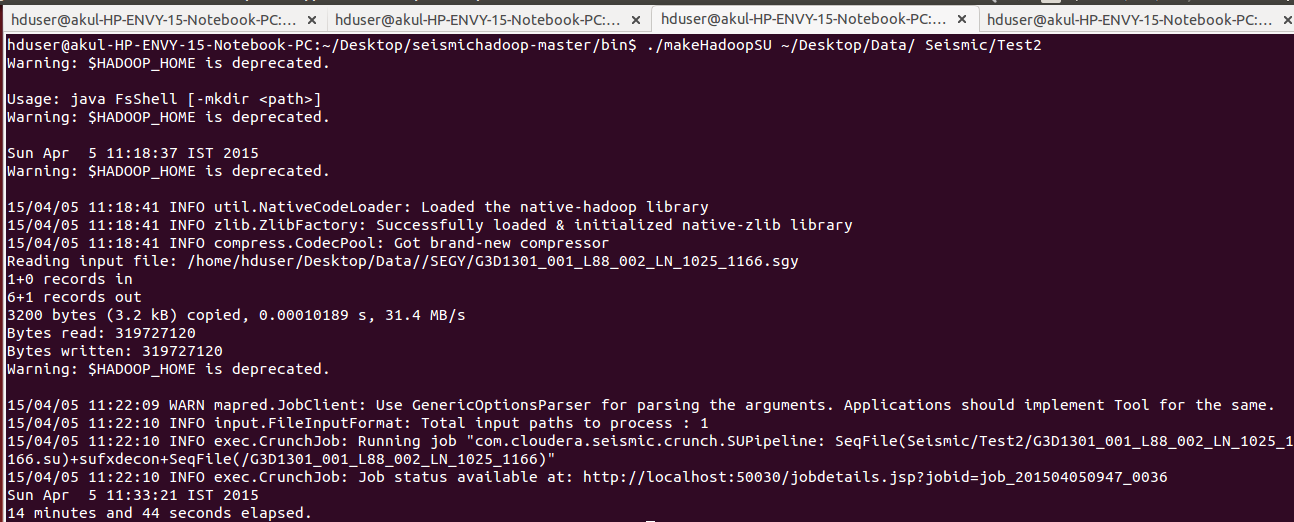 hduser@akul-HP-ENVY-15-Notebook-PC:... × hduser@akul-HP-ENVY-15-Notebook-PC:... × hduser@akul-HP-ENVY-15-Notebook-PC:... × hduser@akul-HP-ENVY-15-Notebook-PC:... ×
hduser@akul-HP-ENVY-15-Notebook-PC:~/Desktop/seismichadoop-master/bin$ ./makeHadoopSU ~/Desktop/Data/ Seismic/Test2
Warning: $HADOOP_HOME is deprecated.
Usage: java FsShell [-mkdir <path>]
Warning: $HADOOP_HOME is deprecated.
Sun Apr  5 11:18:37 IST 2015
Warning: $HADOOP_HOME is deprecated.
15/04/05 11:18:41 INFO util.NativeCodeLoader: Loaded the native-hadoop library
15/04/05 11:18:41 INFO zlib.ZlibFactory: Successfully loaded & initialized native-zlib library
15/04/05 11:18:41 INFO compress.CodecPool: Got brand-new compressor
Reading input file: /home/hduser/Desktop/Data//SEGY/G3D1301_001_L88_002_LN_1025_1166.sgy
1+0 records in
6+1 records out
3200 bytes (3.2 kB) copied, 0.00010189 s, 31.4 MB/s
Bytes read: 319727120
Bytes written: 319727120
Warning: $HADOOP_HOME is deprecated.
15/04/05 11:22:09 WARN mapred.JobClient: Use GenericOptionsParser for parsing the arguments. Applications should implement Tool for the same.
15/04/05 11:22:10 INFO input.FileInputFormat: Total input paths to process : 1
15/04/05 11:22:10 INFO exec.CrunchJob: Running job "com.cloudera.seismic.crunch.SUPipeline: SeqFile(Seismic/Test2/G3D1301_001_L88_002_LN_1025_1
166.su)+sufxdecon+SeqFile(/G3D1301_001_L88_002_LN_1025_1166)"
15/04/05 11:22:10 INFO exec.CrunchJob: Job status available at: http://localhost:50030/jobdetails.jsp?jobid=job_201504050947_0036
Sun Apr  5 11:33:21 IST 2015
14 minutes and 44 seconds elapsed.